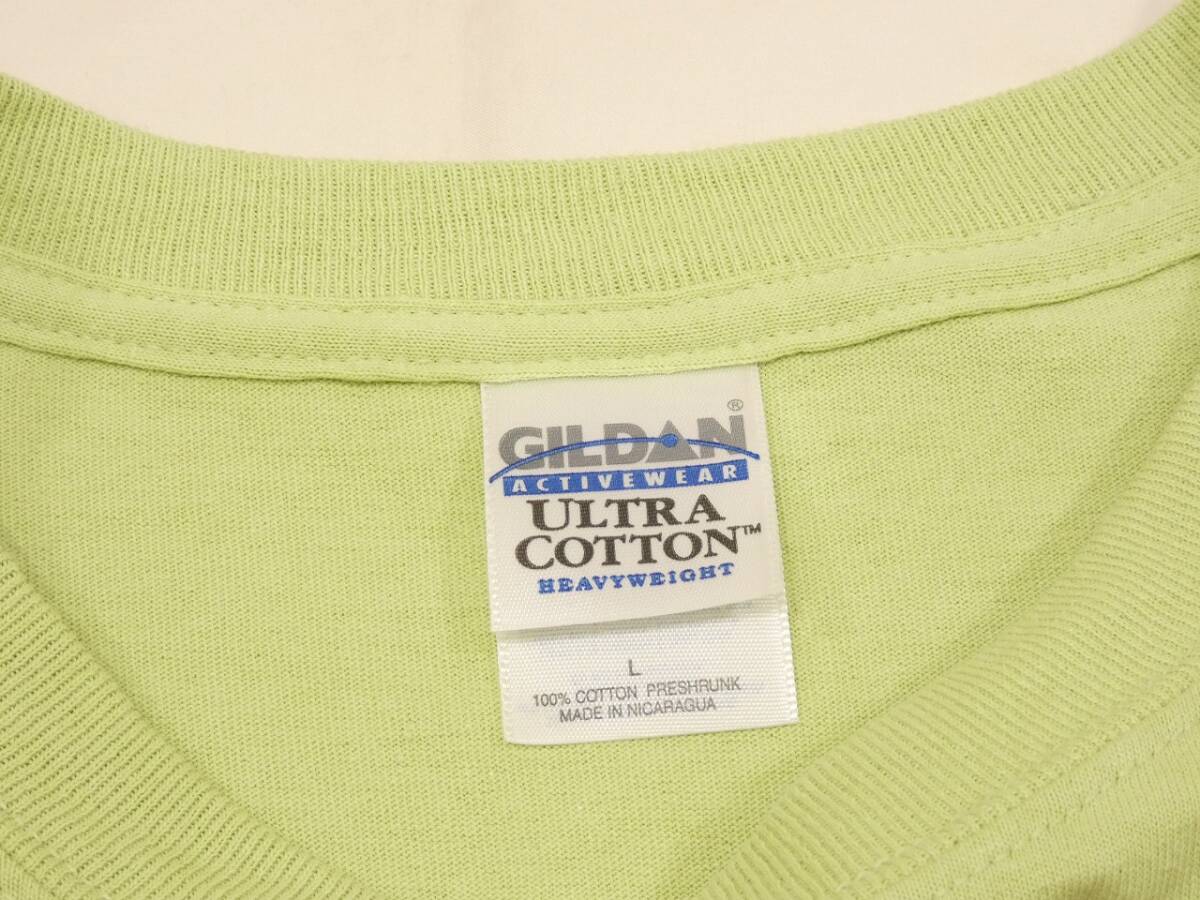 GILDAN®
ACTIVEWEAR
ULTRA
COTTON™
HEAVYWEIGHT
L
100% COTTON PRESHRUNK
MADE IN NICARAGUA